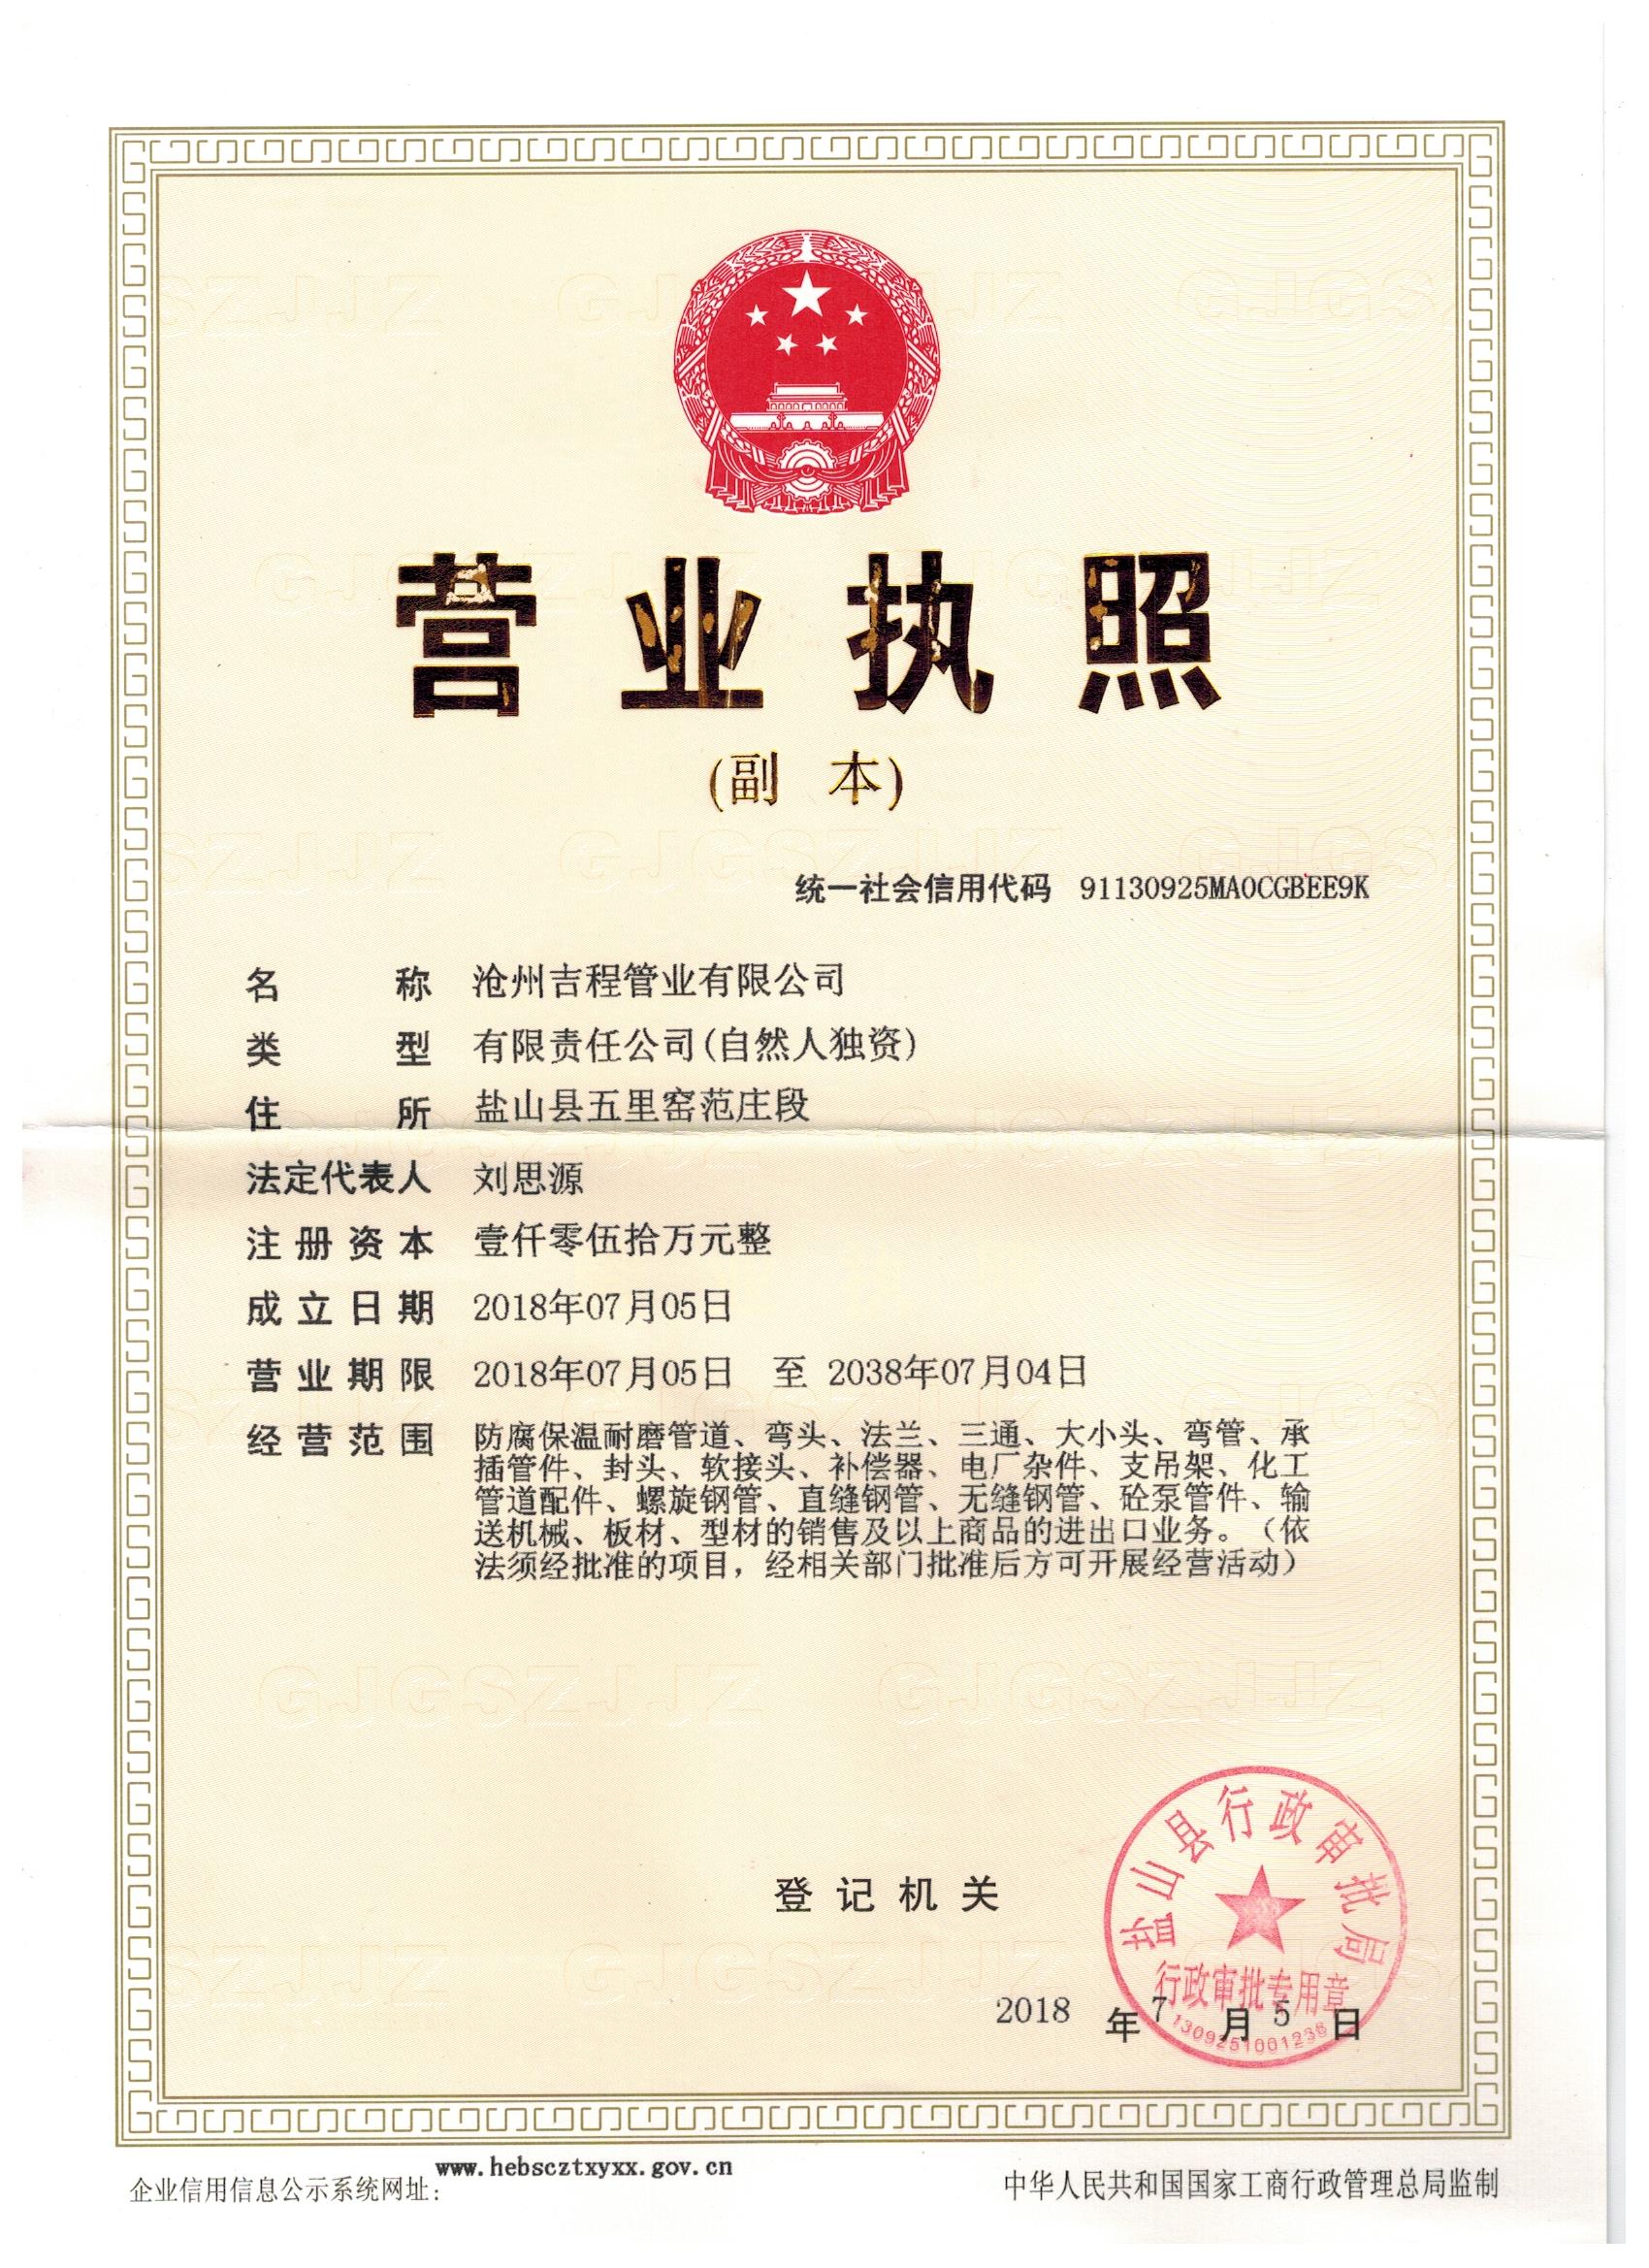 营业执照
(副 本)
统一社会信用代码 91130925MA0CGBEE9K
名 称 沧州吉程管业有限公司
类 型 有限责任公司(自然人独资)
住 所 盐山县五里窑范庄段
法定代表人 刘思源
注册资本 壹仟零伍拾万元整
成立日期 2018年07月05日
营业期限 2018年07月05日 至 2038年07月04日
经营范围 防腐保温耐磨管道、弯头、法兰、三通、大小头、弯管、承
插管件、封头、软接头、补偿器、电厂杂件、支吊架、化工
管道配件、螺旋钢管、直缝钢管、无缝钢管、砼泵管件、输
送机械、板材、型材的销售及以上商品的进出口业务。（依
法须经批准的项目，经相关部门批准后方可开展经营活动）
登记机关
盐山县行政审批局
行政审批专用章
1309251001236
2018 年 7 月 5 日
企业信用信息公示系统网址: www.hebscztxyxx.gov.cn
中华人民共和国国家工商行政管理总局监制